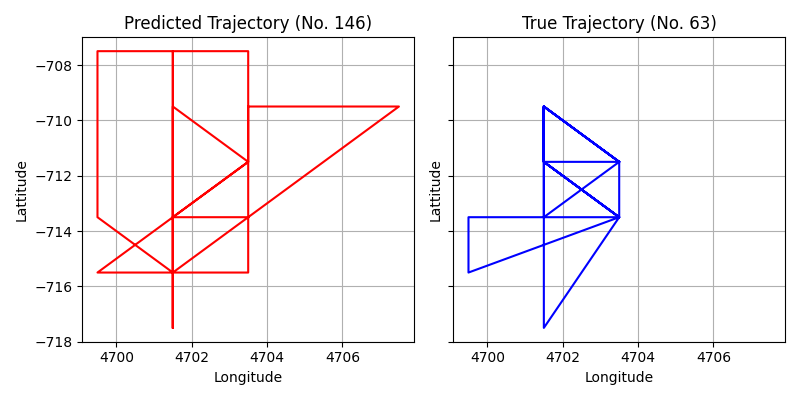 Predicted Trajectory (No. 146)
True Trajectory (No. 63)
Lattitude
−708
−710
−712
−714
−716
−718
4700
4702
4704
4706
Longitude
Lattitude
4700
4702
4704
4706
Longitude